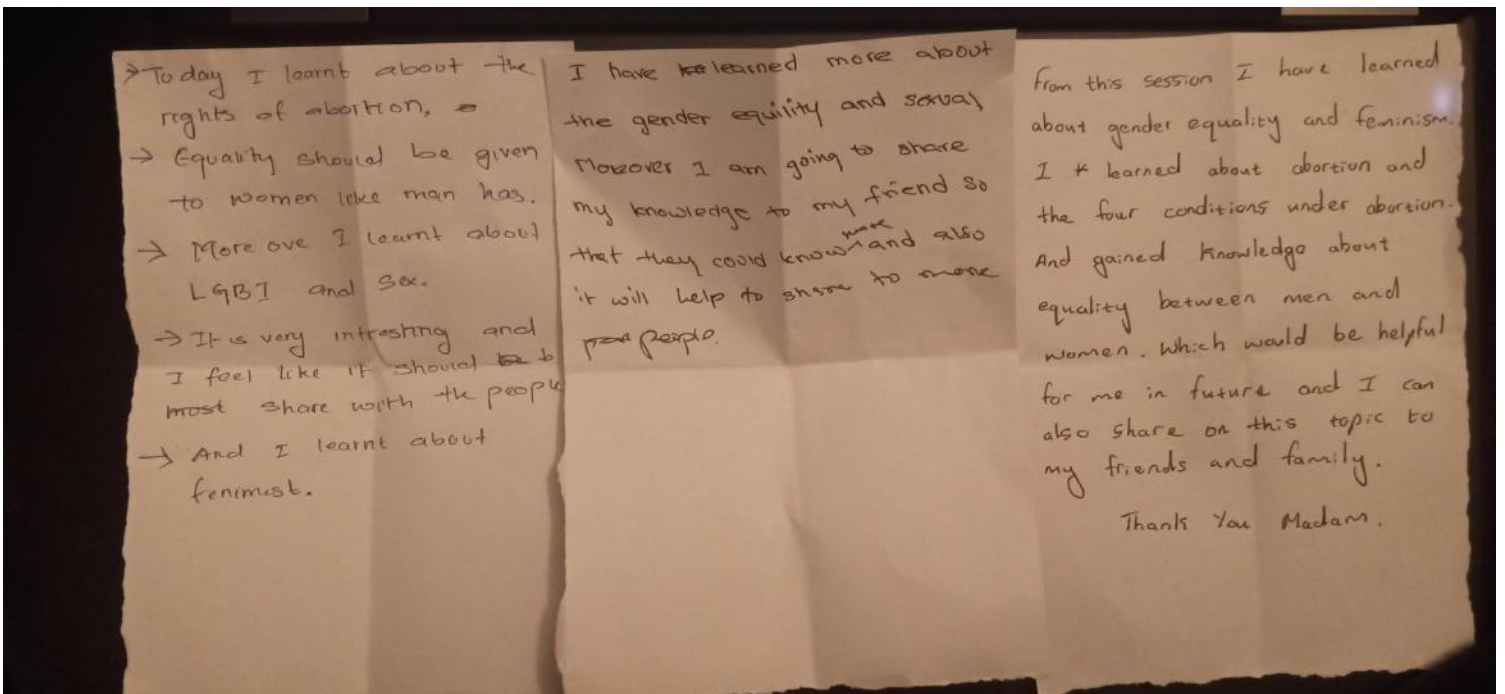 → Today I learnt about the
rights of abortion,
→ Equality should be given
to women like man has.
→ More ove I learnt about
LGBI and Sex.
→ It is very intresting and
I feel like it should b
most share with the people
→ And I learnt about
fenimist.
I have learned more about
the gender equility and sexual,
Moreover I am going to share
my knowledge to my friend so
that they could know more and also
it will help to share to more
people.
From this session I have learned
about gender equality and feminism.
I learned about abortion and
the four conditions under abortion.
And gained knowledge about
equality between men and
women. Which would be helpful
for me in future and I can
also share on this topic to
my friends and family.
Thank You Madam.